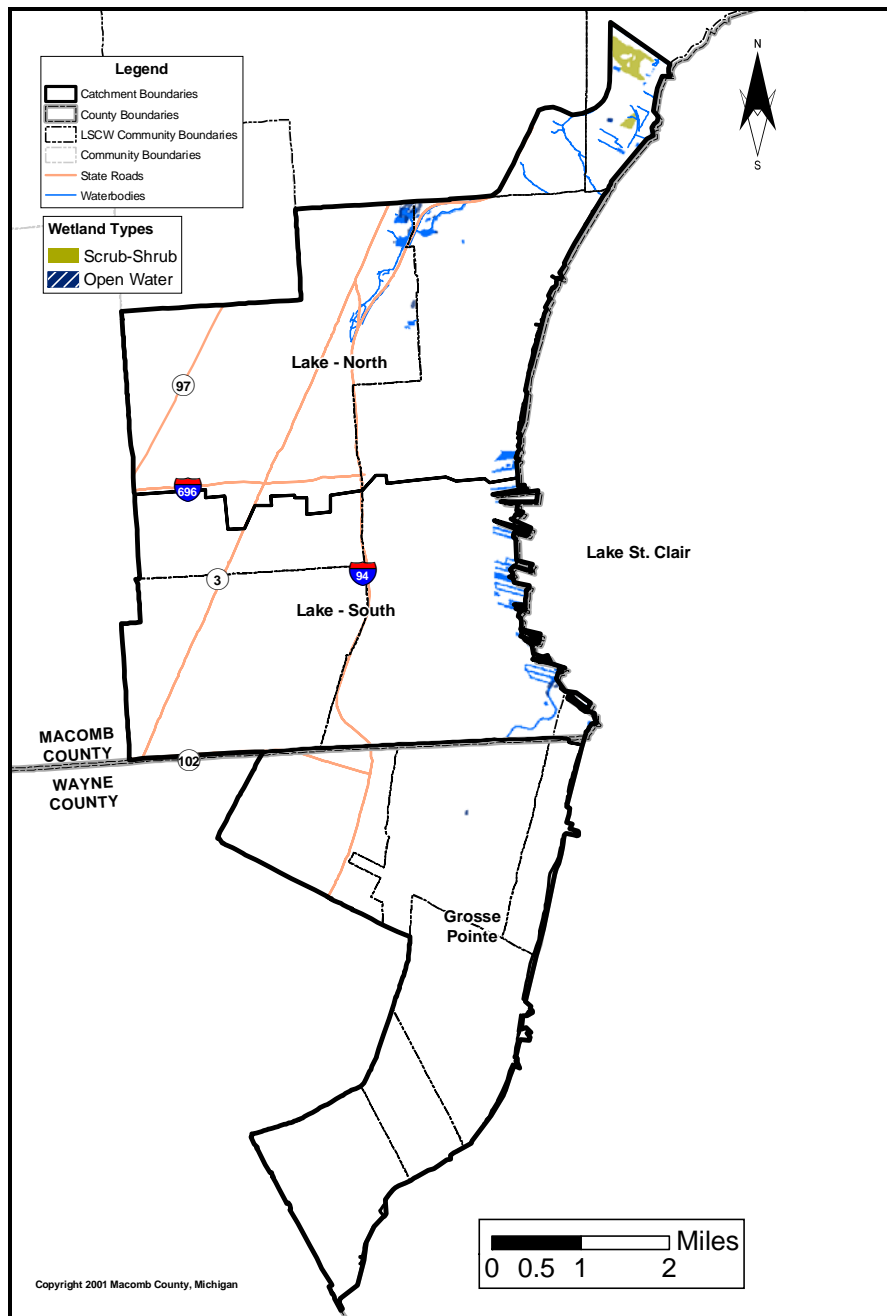 Legend
Catchment Boundaries
County Boundaries
LSCW Community Boundaries
Community Boundaries
State Roads
Waterbodies
Wetland Types
Scrub-Shrub
Open Water
N
S
Lake - North
97
696
Lake St. Clair
3
94
Lake - South
MACOMB
COUNTY
102
WAYNE
COUNTY
Grosse
Pointe
Miles
0 0.5 1 2
Copyright 2001 Macomb County, Michigan